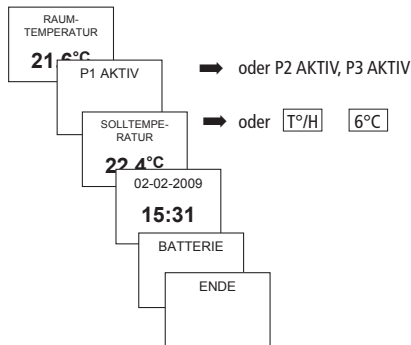 RAUM-
TEMPERATUR
21.6°C
P1 AKTIV
oder P2 AKTIV, P3 AKTIV
SOLLTEMPE-
RATUR
oder T°/H 6°C
22.4°C
02-02-2009
15:31
BATTERIE
ENDE